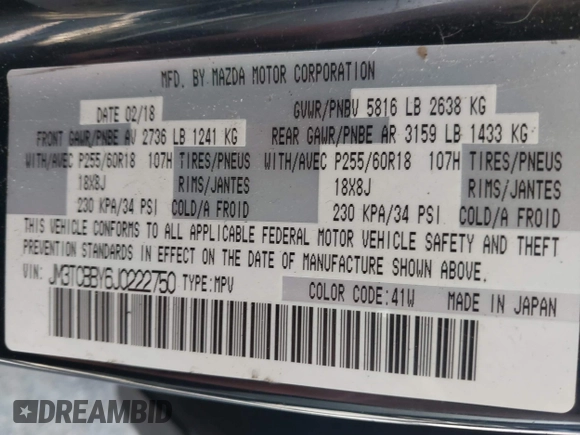 MFD. BY MAZDA MOTOR CORPORATION
DATE 02/18 GVWR/PNBV 5816 LB 2638 KG
FRONT GAWR/PNBE AV 2736 LB 1241 KG REAR GAWR/PNBE AR 3159 LB 1433 KG
WITH/AVEC P255/60R18 107H TIRES/PNEUS WITH/AVEC P255/60R18 107H TIRES/PNEUS
18X8J RIMS/JANTES 18X8J RIMS/JANTES
230 KPA/34 PSI COLD/A FROID 230 KPA/34 PSI COLD/A FROID
THIS VEHICLE CONFORMS TO ALL APPLICABLE FEDERAL MOTOR VEHICLE SAFETY AND THEFT
PREVENTION STANDARDS IN EFFECT ON THE DATE OF MANUFACTURE SHOWN ABOVE.
VIN: JM3TCBBY6J0222750 TYPE: MPV
COLOR CODE: 41W MADE IN JAPAN
DREAMBID